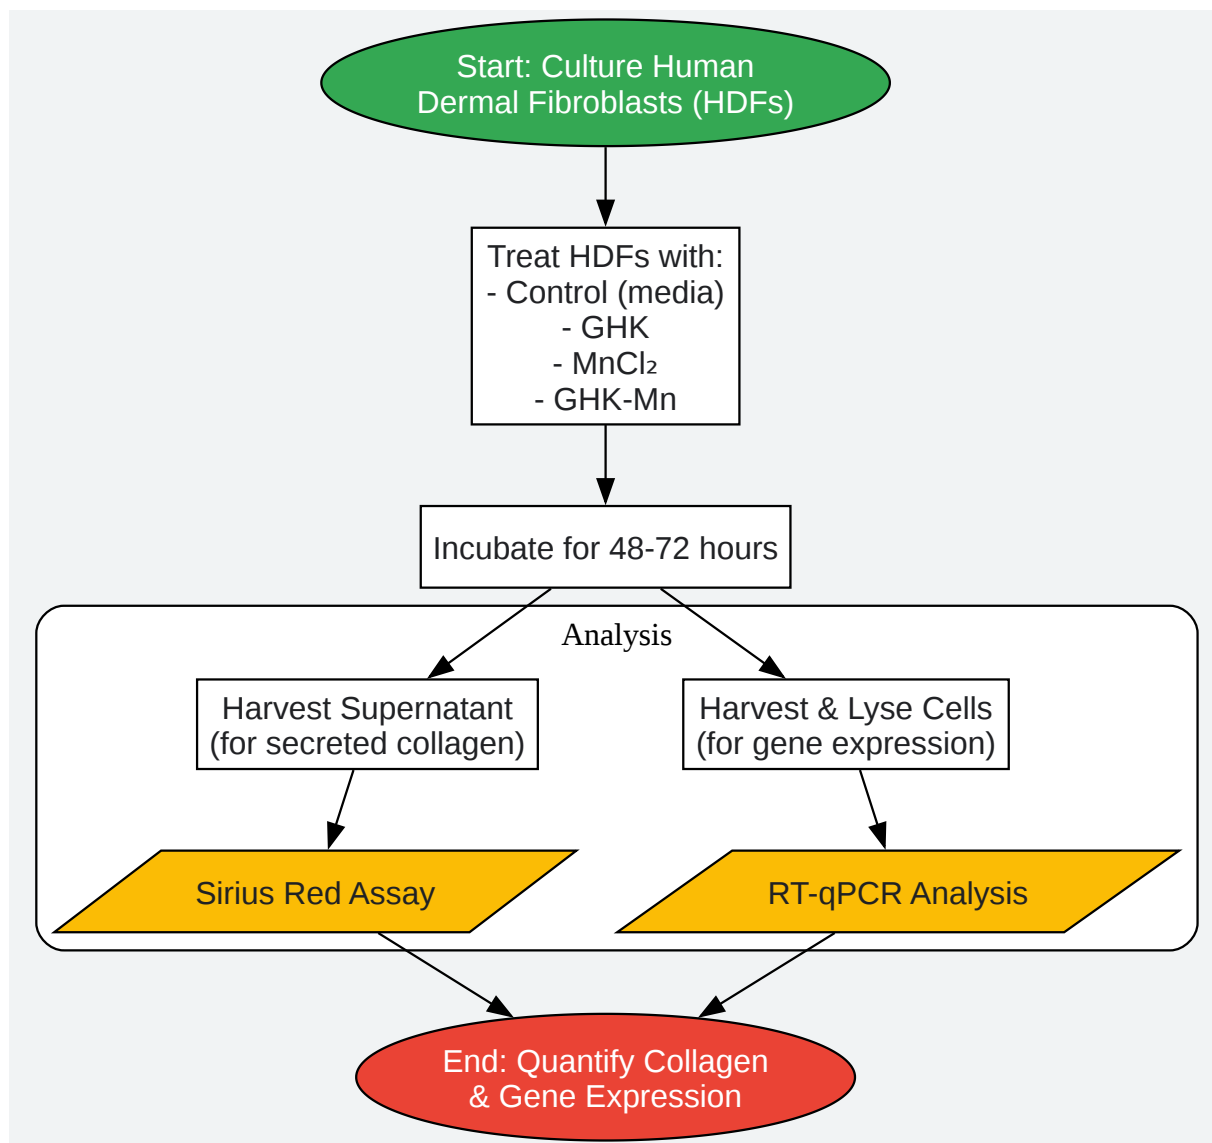 Start: Culture Human
Dermal Fibroblasts (HDFs)
Treat HDFs with:
- Control (media)
- GHK
- MnCl₂
- GHK-Mn
Incubate for 48-72 hours
Analysis
Harvest Supernatant
(for secreted collagen)
Harvest & Lyse Cells
(for gene expression)
Sirius Red Assay
RT-qPCR Analysis
End: Quantify Collagen
& Gene Expression